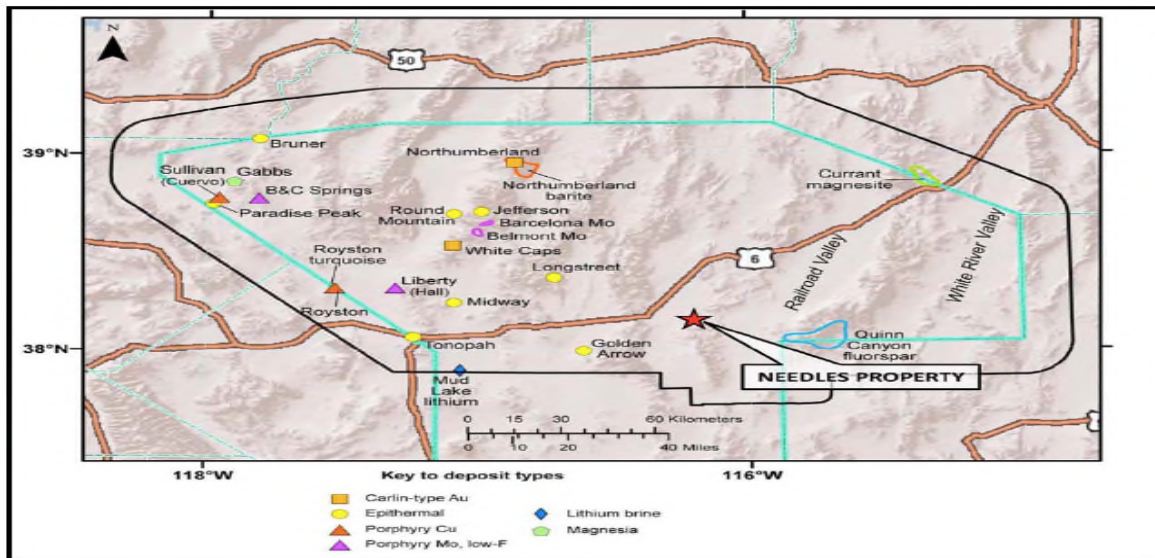 N
50
39°N
Bruner
Sullivan
(Cuervo)
Gabbs
B&C Springs
Paradise Peak
Northumberland
Northumberland
barite
Currant
magnesite
Round
Mountain
Jefferson
Barcelona Mo
Belmont Mo
White Caps
Royston
turquoise
Liberty
(Hall)
Royston
Longstreet
Midway
6
Railroad Valley
White River Valley
38°N
Tonopah
Golden
Arrow
Quinn
Canyon
fluorspar
Mud
Lake
lithium
NEEDLES PROPERTY
0 15 30 60 Kilometers
0 10 20 40 Miles
118°W
116°W
Key to deposit types
Carlin-type Au
Epithermal
Porphyry Cu
Porphyry Mo, low-F
Lithium brine
Magnesia